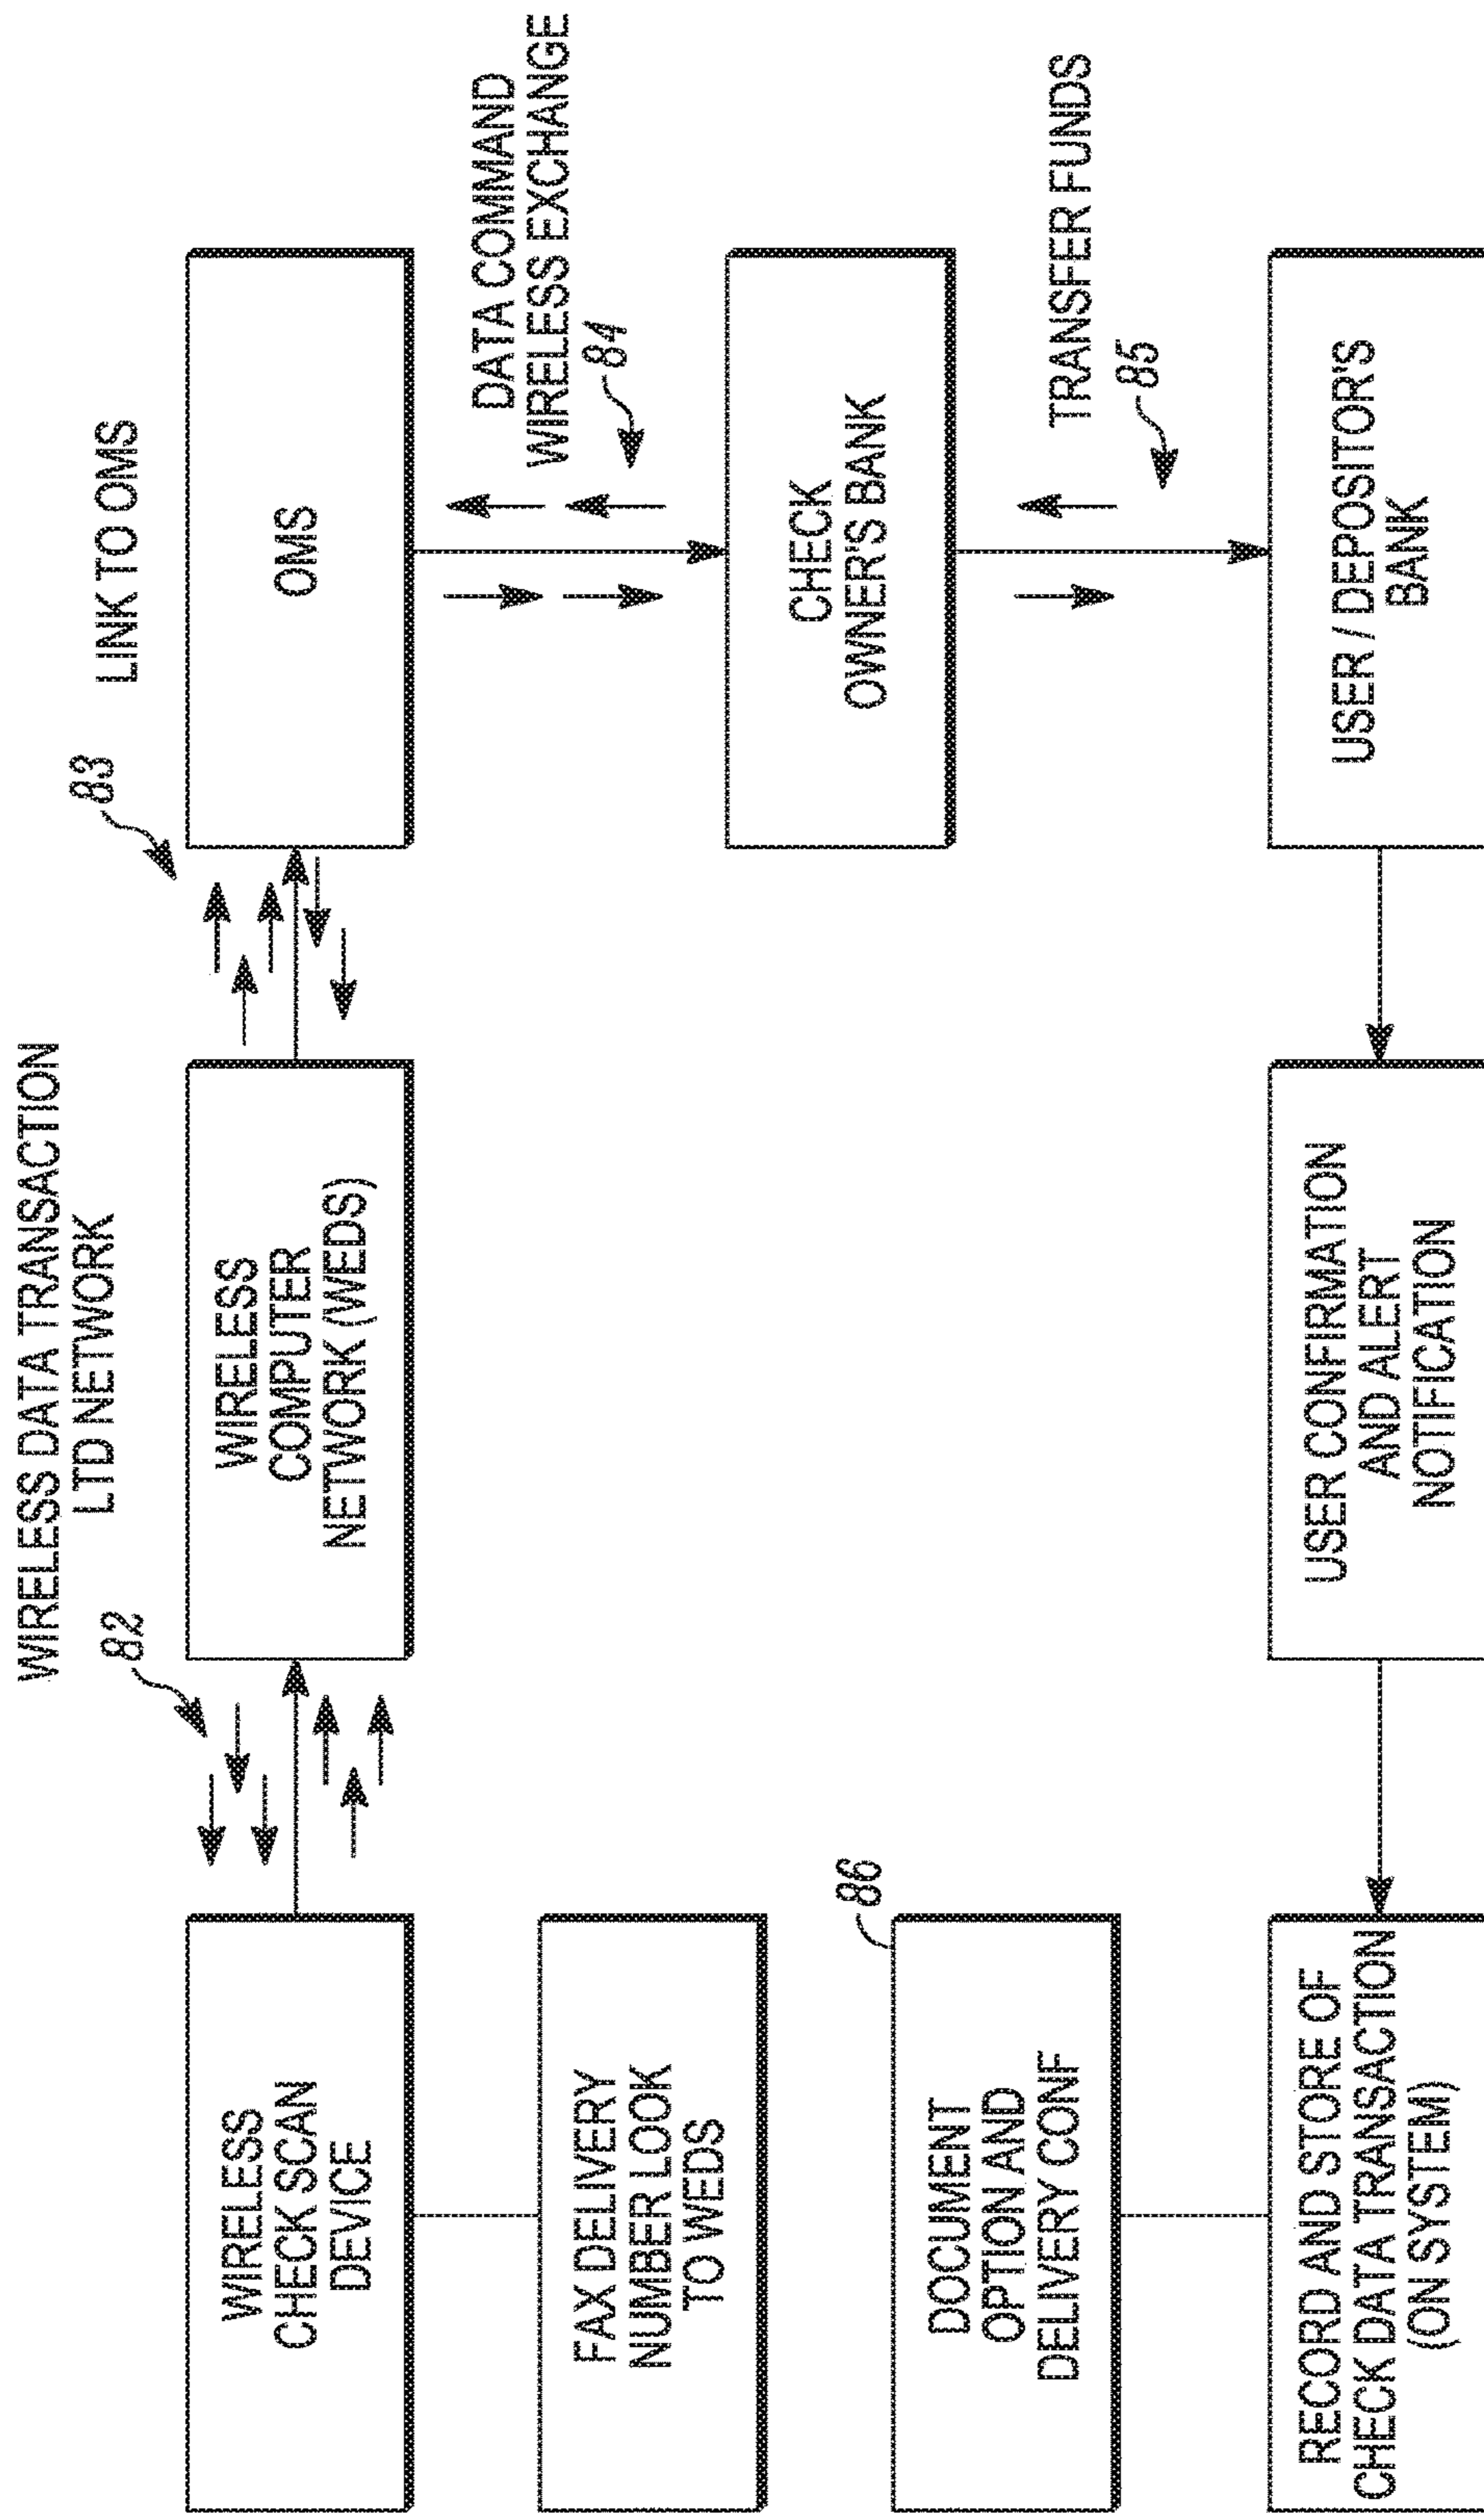 WIRELESS DATA TRANSACTION
LTD NETWORK
82
83
LINK TO OMS
WIRELESS
CHECK SCAN
DEVICE
WIRELESS
COMPUTER
NETWORK (WEDS)
OMS
DATA COMMAND
WIRELESS EXCHANGE
84
FAX DELIVERY
NUMBER LOOK
TO WEDS
CHECK
OWNER'S BANK
86
DOCUMENT
OPTION AND
DELIVERY CONF
TRANSFER FUNDS
85
RECORD AND STORE OF
CHECK DATA TRANSACTION
(ON SYSTEM)
USER CONFIRMATION
AND ALERT
NOTIFICATION
USER / DEPOSITOR'S
BANK